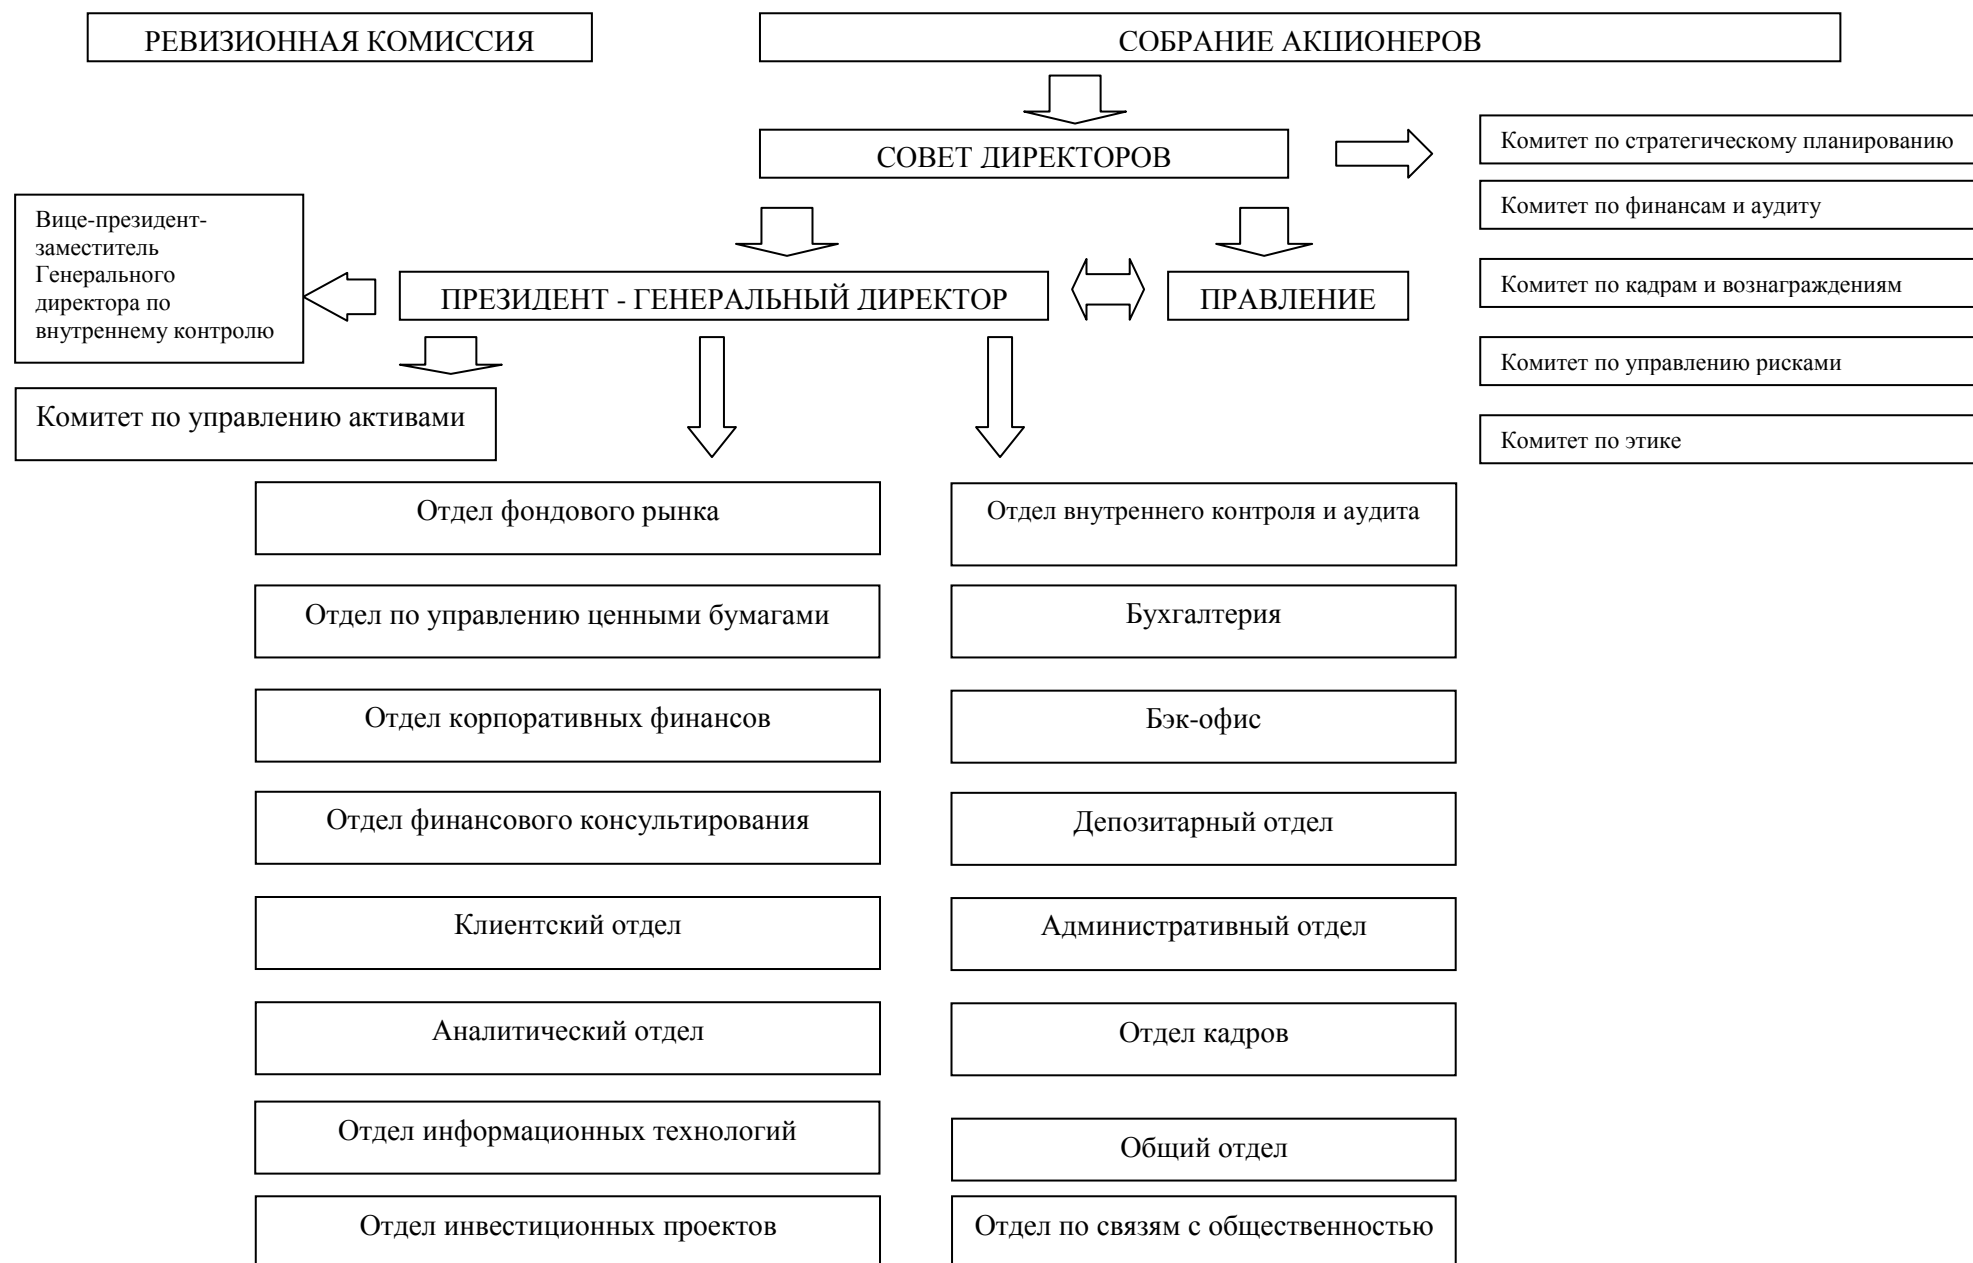 РЕВИЗИОННАЯ КОМИССИЯ
СОБРАНИЕ АКЦИОНЕРОВ
СОВЕТ ДИРЕКТОРОВ
Комитет по стратегическому планированию
Комитет по финансам и аудиту
Комитет по кадрам и вознаграждениям
Комитет по управлению рисками
Комитет по этике
Вице-президент-
заместитель
Генерального
директора по
внутреннему контролю
ПРЕЗИДЕНТ - ГЕНЕРАЛЬНЫЙ ДИРЕКТОР
ПРАВЛЕНИЕ
Комитет по управлению активами
Отдел фондового рынка
Отдел по управлению ценными бумагами
Отдел корпоративных финансов
Отдел финансового консультирования
Клиентский отдел
Аналитический отдел
Отдел информационных технологий
Отдел инвестиционных проектов
Отдел внутреннего контроля и аудита
Бухгалтерия
Бэк-офис
Депозитарный отдел
Административный отдел
Отдел кадров
Общий отдел
Отдел по связям с общественностью